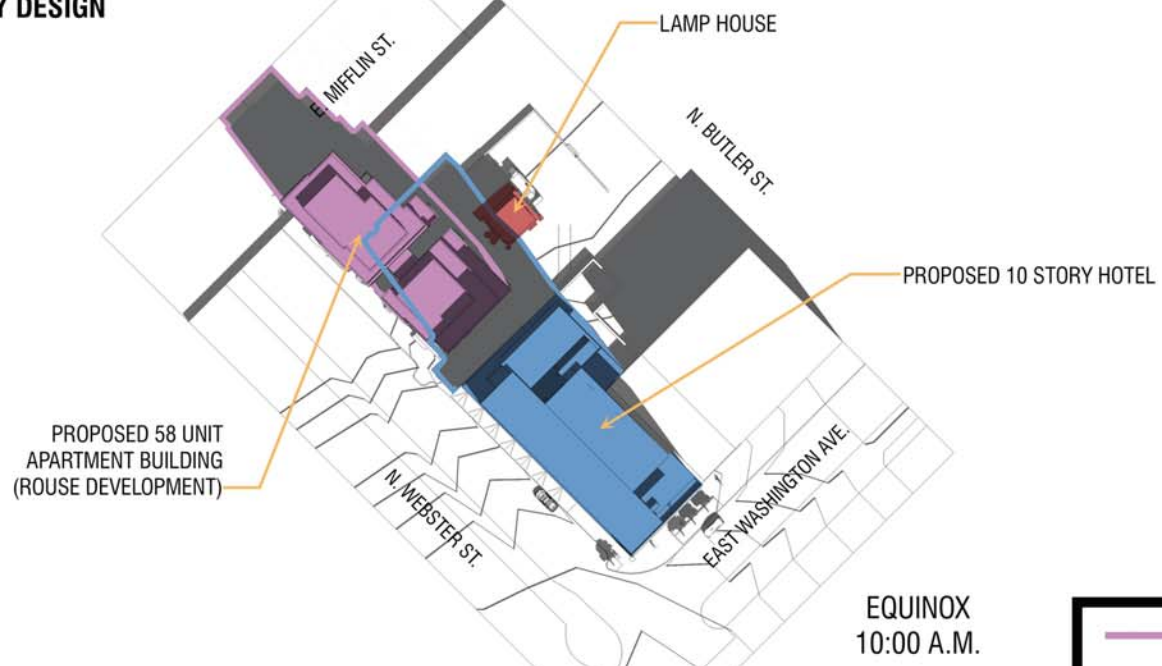 DESIGN
LAMP HOUSE
E. MIFFLIN ST.
N. BUTLER ST.
PROPOSED 10 STORY HOTEL
PROPOSED 58 UNIT
APARTMENT BUILDING
(ROUSE DEVELOPMENT)
N. WEBSTER ST.
EAST WASHINGTON AVE.
EQUINOX
10:00 A.M.